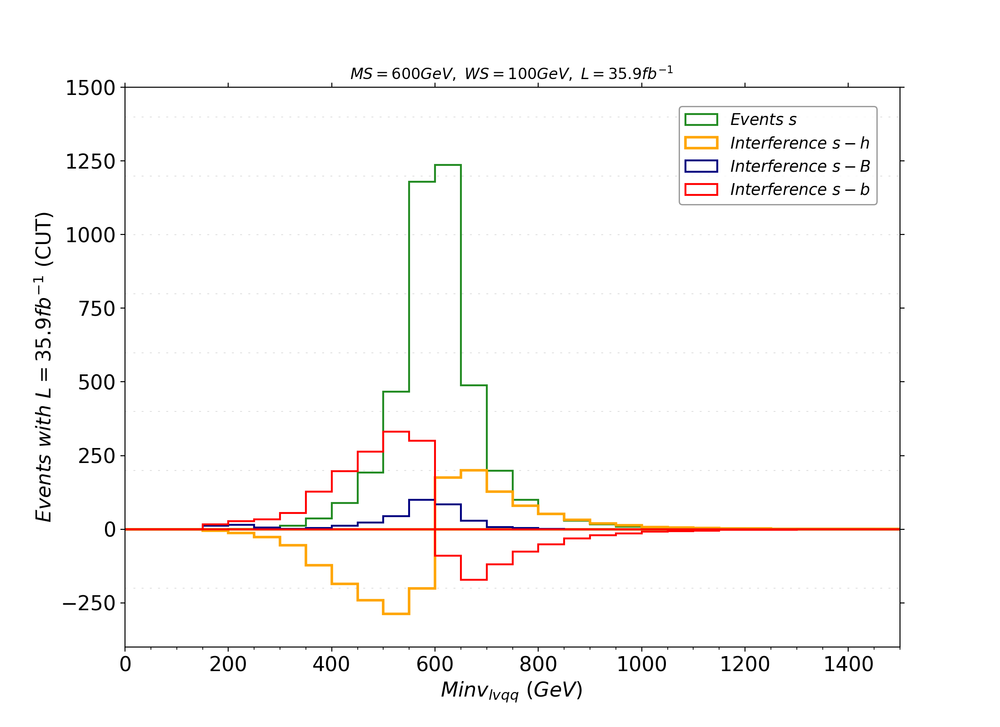 MS = 600GeV, WS = 100GeV, L = 35.9fb⁻¹
Events with L = 35.9fb⁻¹ (CUT)
1500
1250
1000
750
500
250
0
−250
Events s
Interference s − h
Interference s − B
Interference s − b
0 200 400 600 800 1000 1200 1400
Minv_lvqq (GeV)